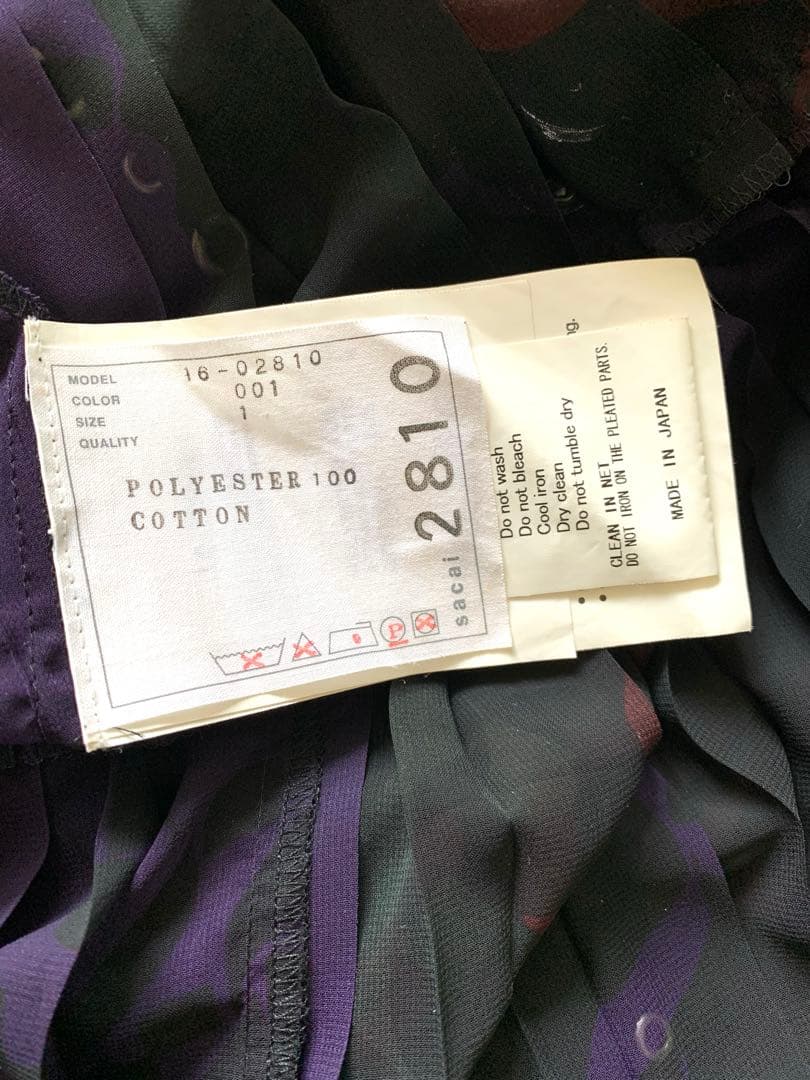 MODEL 16-02810
COLOR 001
SIZE 1
QUALITY
POLYESTER 100
COTTON
2810
sacai
P
Do not wash
Do not bleach
Cool iron
Dry clean
Do not tumble dry
CLEAN IN NET
DO NOT IRON ON THE PLEATED PARTS.
MADE IN JAPAN